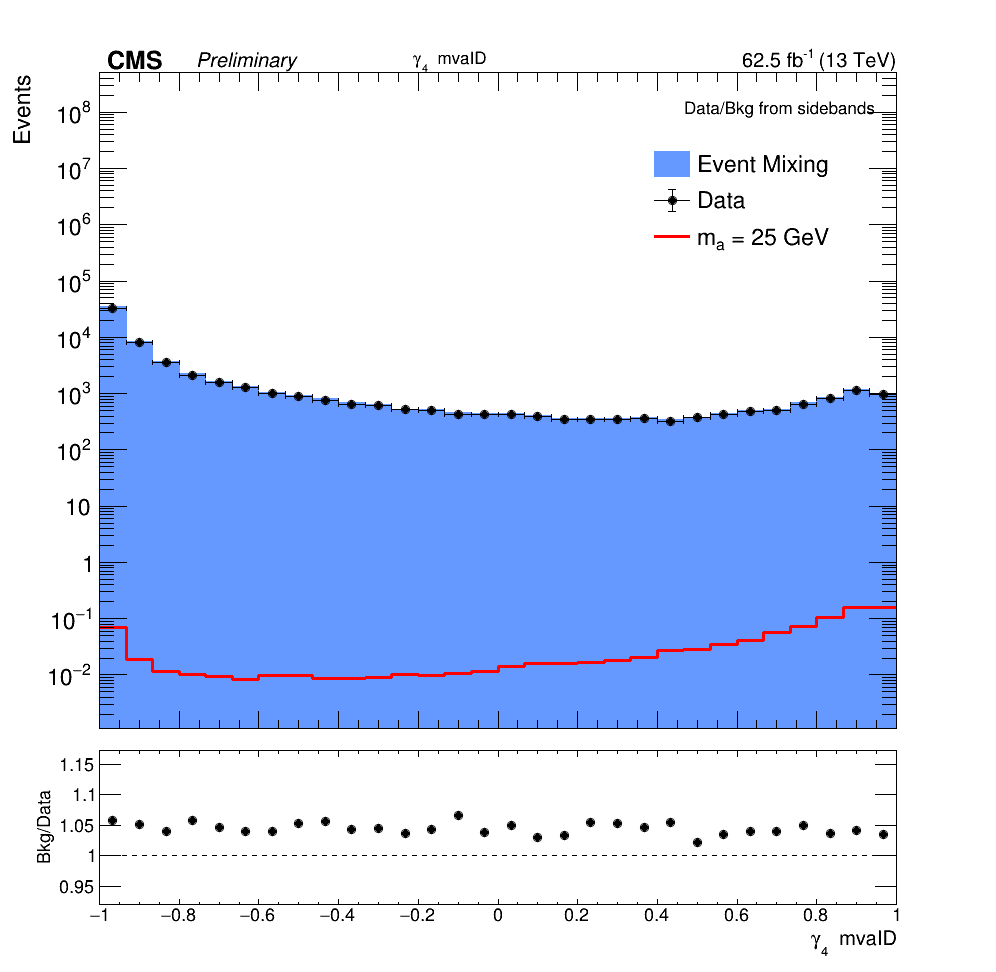 CMS Preliminary γ₄ mvaID 62.5 fb⁻¹ (13 TeV)
Events
Data/Bkg from sidebands
Event Mixing
Data
mₐ = 25 GeV
10⁸
10⁷
10⁶
10⁵
10⁴
10³
10²
10
1
10⁻¹
10⁻²
Bkg/Data
1.15
1.1
1.05
1
0.95
−1 −0.8 −0.6 −0.4 −0.2 0 0.2 0.4 0.6 0.8 1
γ₄ mvaID